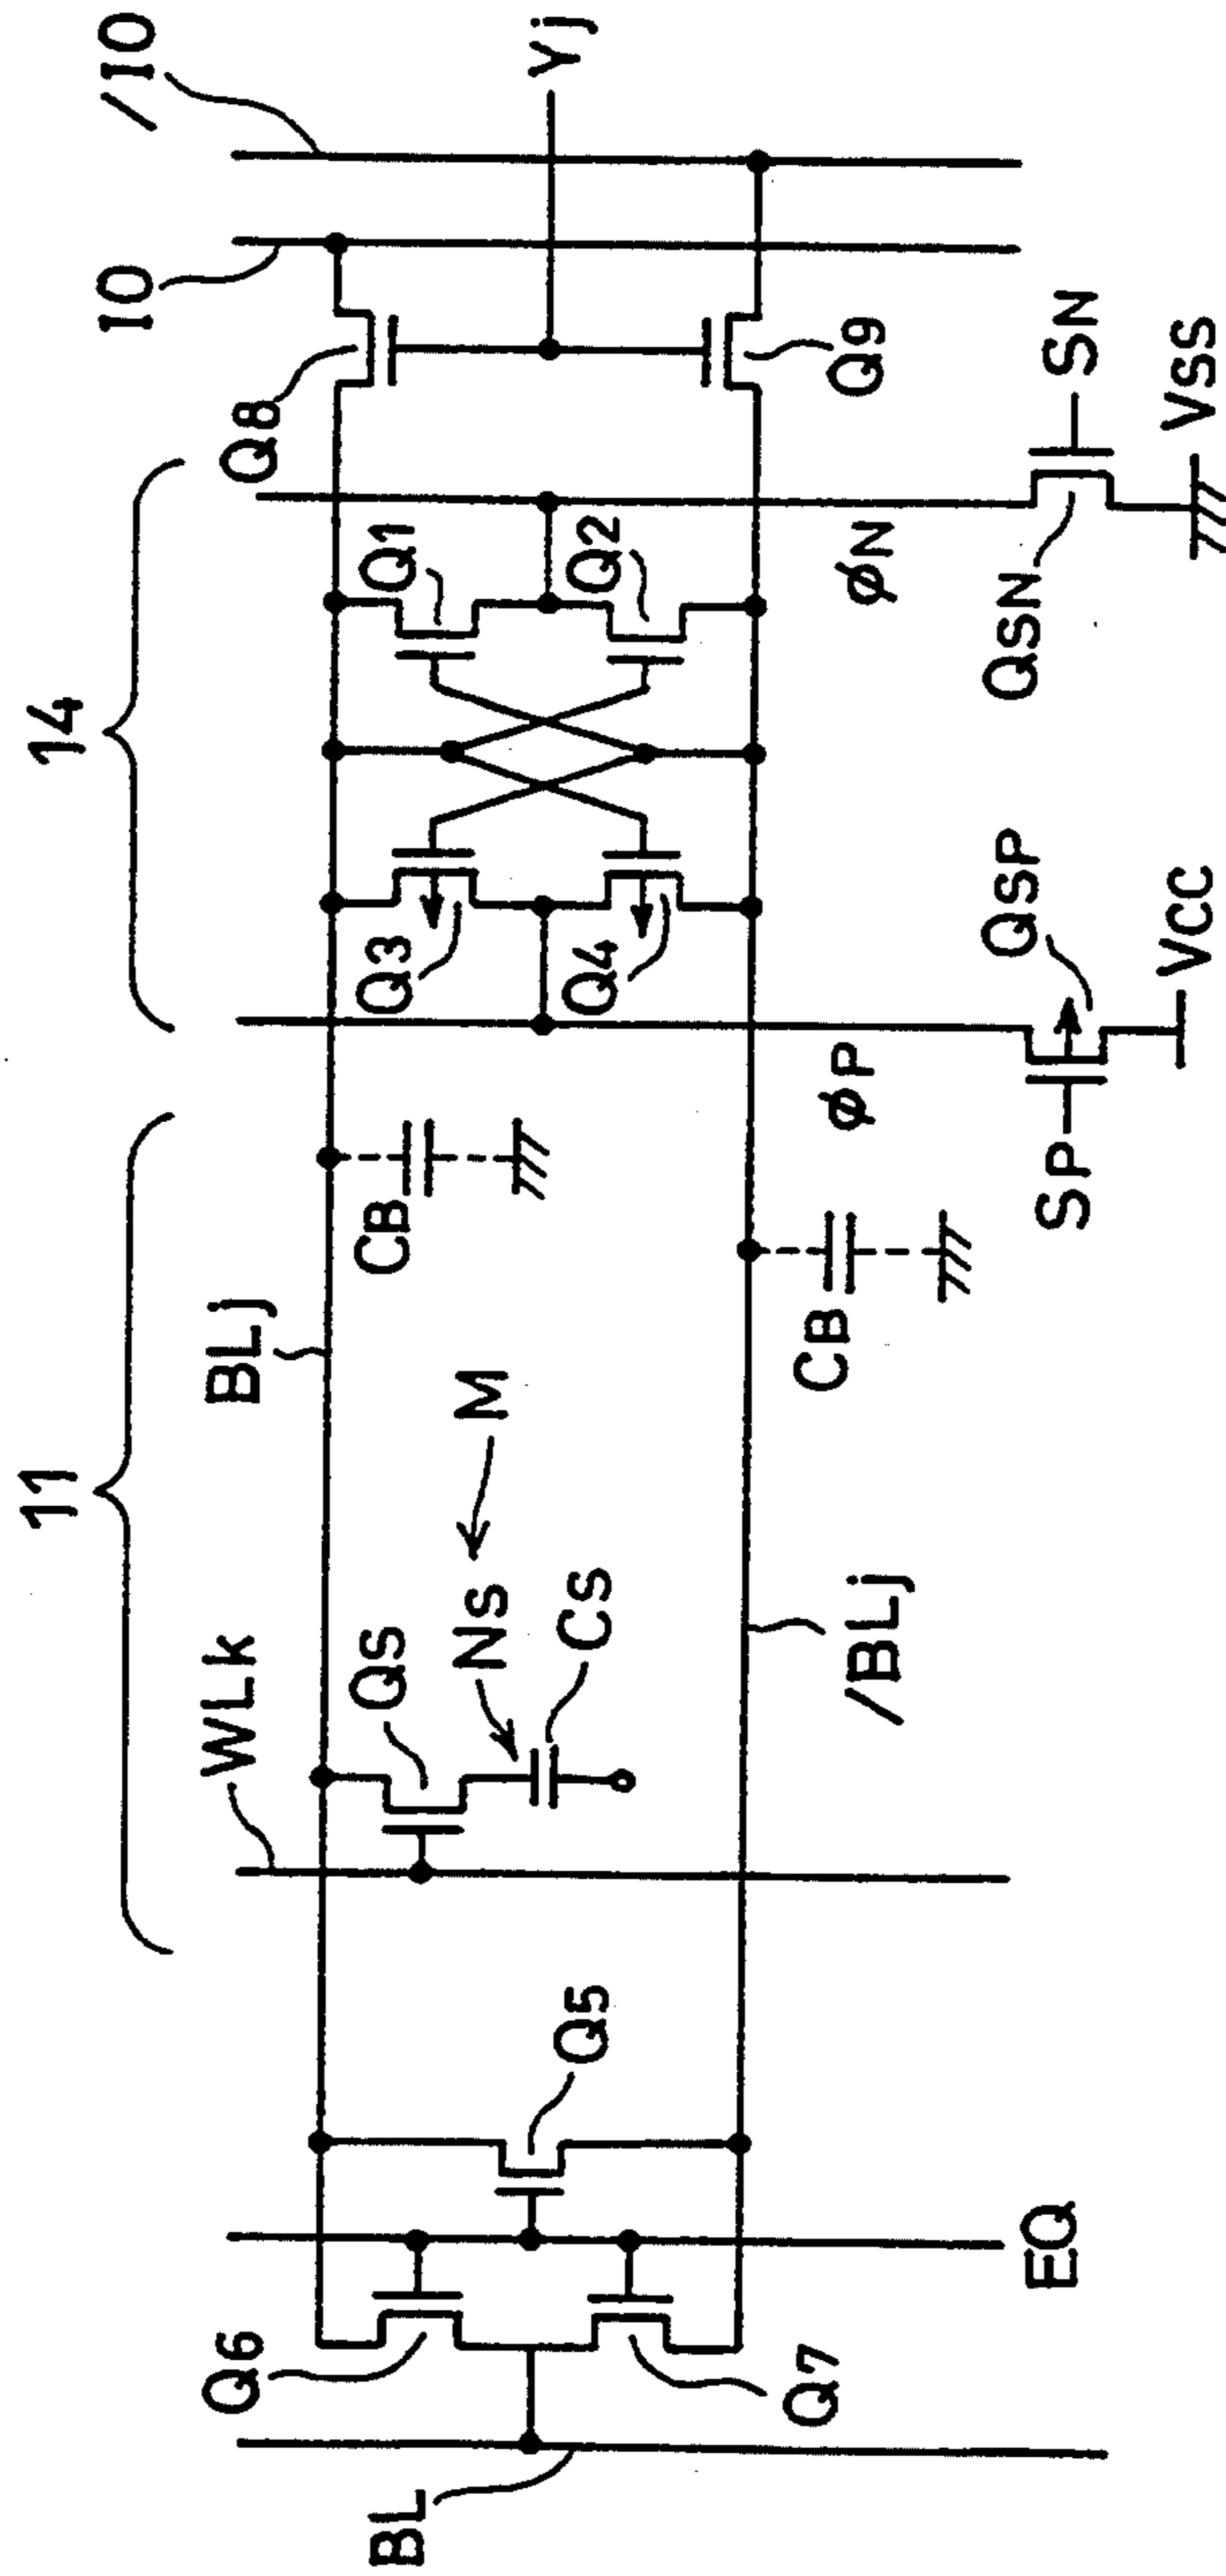 11
14
IO
/IO
Q6
WLk
BLj
Q8
BL
QS
CB
Q3
Q1
NS
M
Yj
Q5
CS
Q4
Q2
Q7
/BLj
CB
φP
φN
Q9
EQ
SP
QSP
QSN
SN
VCC
VSS